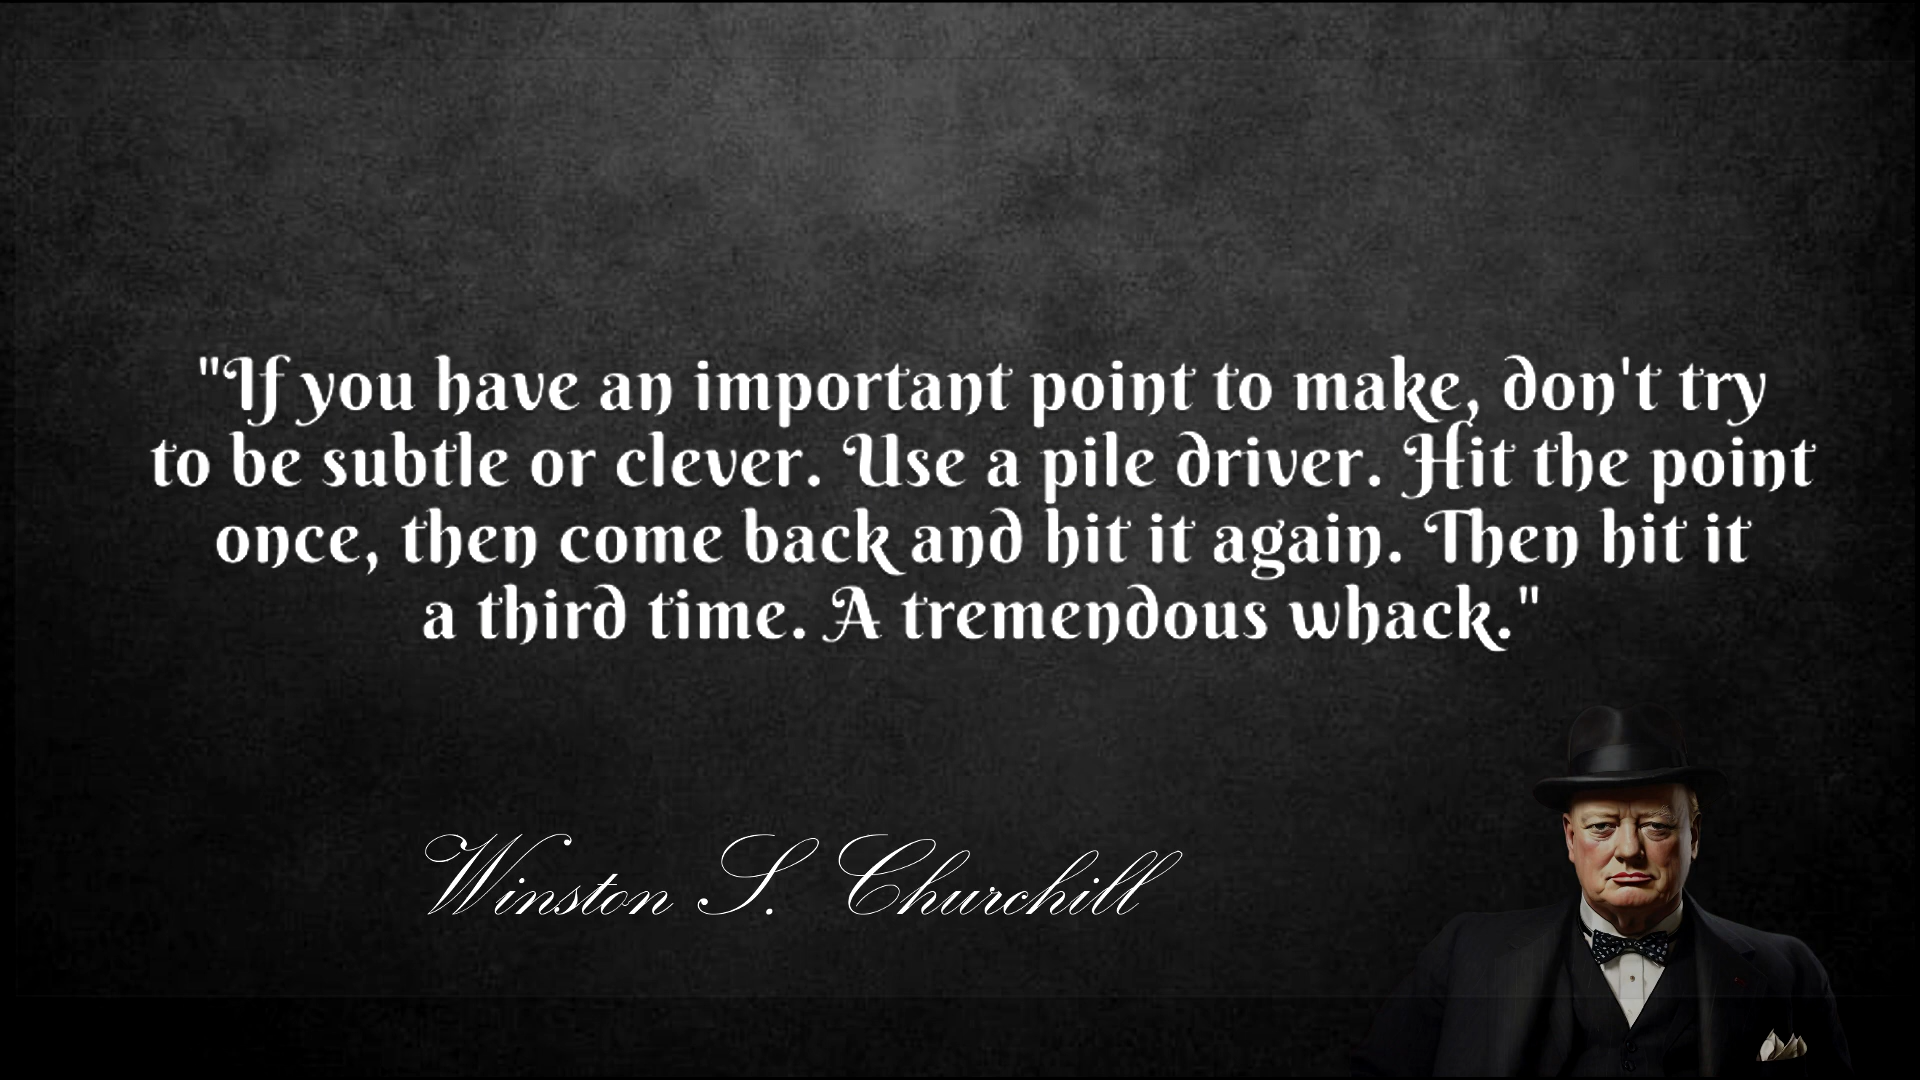 "If you have an important point to make, don't try
to be subtle or clever. Use a pile driver. Hit the point
once, then come back and hit it again. Then hit it
a third time. A tremendous whack."
Winston S. Churchill